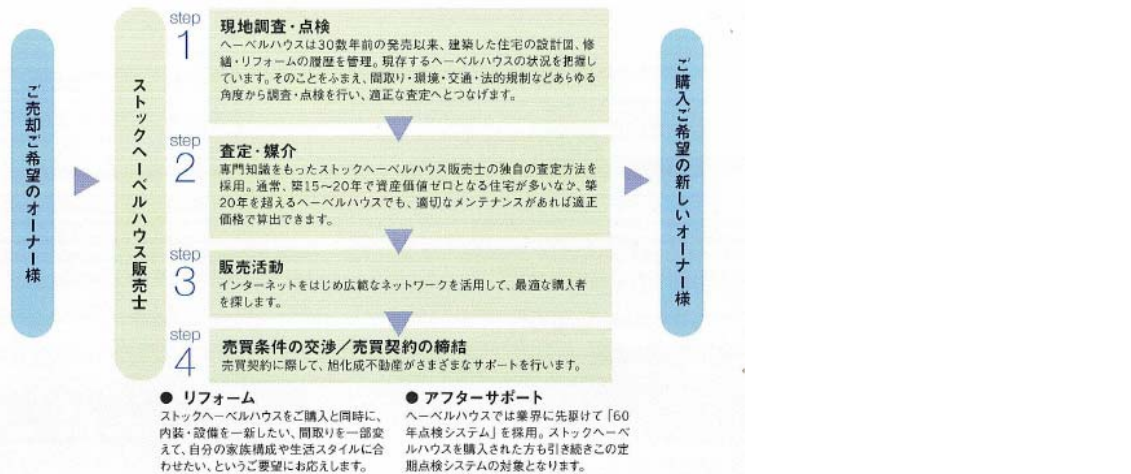 ご売却ご希望のオーナー様
ストックヘーベルハウス販売士
step
1
現地調査・点検
ヘーベルハウスは30数年前の発売以来、建築した住宅の設計図、修
繕・リフォームの履歴を管理。現存するヘーベルハウスの状況を把握し
ています。そのことをふまえ、間取り・環境・交通・法的規制などあらゆる
角度から調査・点検を行い、適正な査定へとつなげます。
step
2
査定・媒介
専門知識をもったストックヘーベルハウス販売士の独自の査定方法を
採用。通常、築15〜20年で資産価値ゼロとなる住宅が多いなか、築
20年を超えるヘーベルハウスでも、適切なメンテナンスがあれば適正
価格で算出できます。
step
3
販売活動
インターネットをはじめ広範なネットワークを活用して、最適な購入者
を探します。
step
4
売買条件の交渉／売買契約の締結
売買契約に際して、旭化成不動産がさまざまなサポートを行います。
ご購入ご希望の新しいオーナー様
● リフォーム
ストックヘーベルハウスをご購入と同時に、
内装・設備を一新したい、間取りを一部変
えて、自分の家族構成や生活スタイルに合
わせたい、というご要望にお応えします。
● アフターサポート
ヘーベルハウスでは業界に先駆けて「60
年点検システム」を採用。ストックヘーベ
ルハウスを購入された方も引き続きこの定
期点検システムの対象となります。